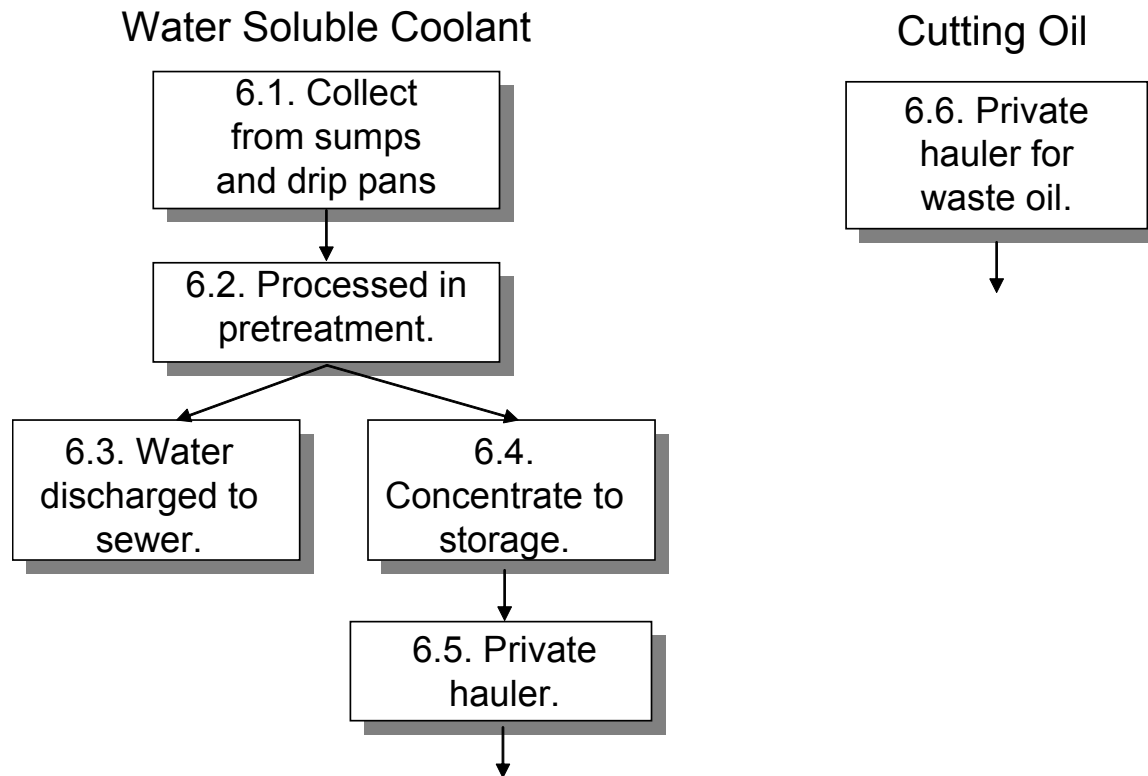 Water Soluble Coolant
6.1. Collect
from sumps
and drip pans
6.2. Processed in
pretreatment.
6.3. Water
discharged to
sewer.
6.4.
Concentrate to
storage.
6.5. Private
hauler.
Cutting Oil
6.6. Private
hauler for
waste oil.